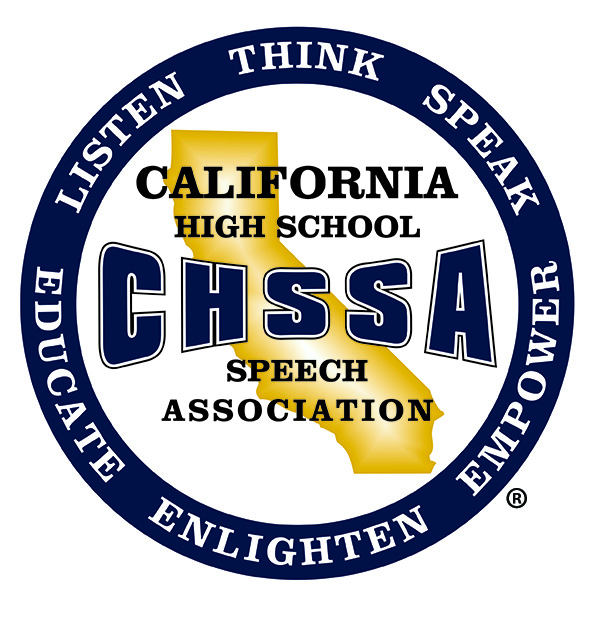 LISTEN THINK SPEAK
CALIFORNIA
HIGH SCHOOL
CHSSA
SPEECH
ASSOCIATION
EDUCATE ENLIGHTEN EMPOWER
®